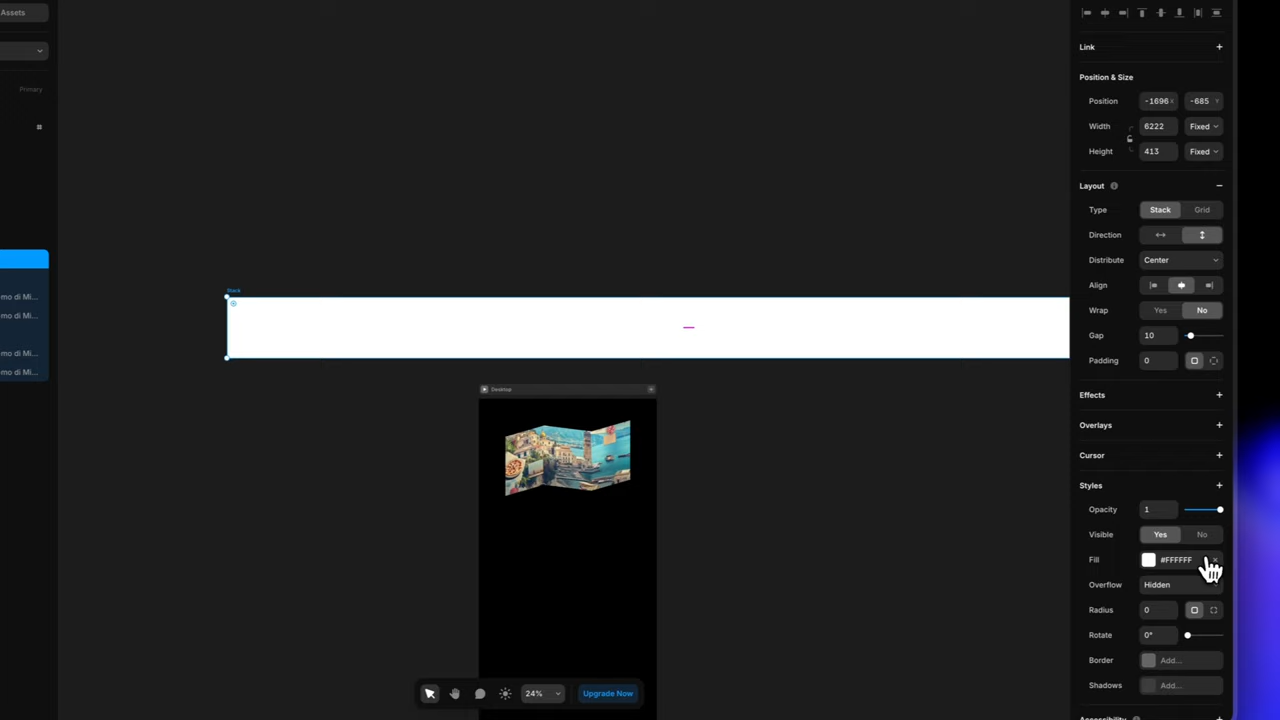 Assets
Primary
mo di Mi...
mo di Mi...
mo di Mi...
mo di Mi...
Stack
Desktop
24%
Upgrade Now
Link
Position & Size
Position -1696 X -685 Y
Width 6222 Fixed
Height 413 Fixed
Layout
Type Stack Grid
Direction
Distribute Center
Align
Wrap Yes No
Gap 10
Padding 0
Effects
Overlays
Cursor
Styles
Opacity 1
Visible Yes No
Fill #FFFFFF
Overflow Hidden
Radius 0
Rotate 0°
Border Add...
Shadows Add...
Accessibility